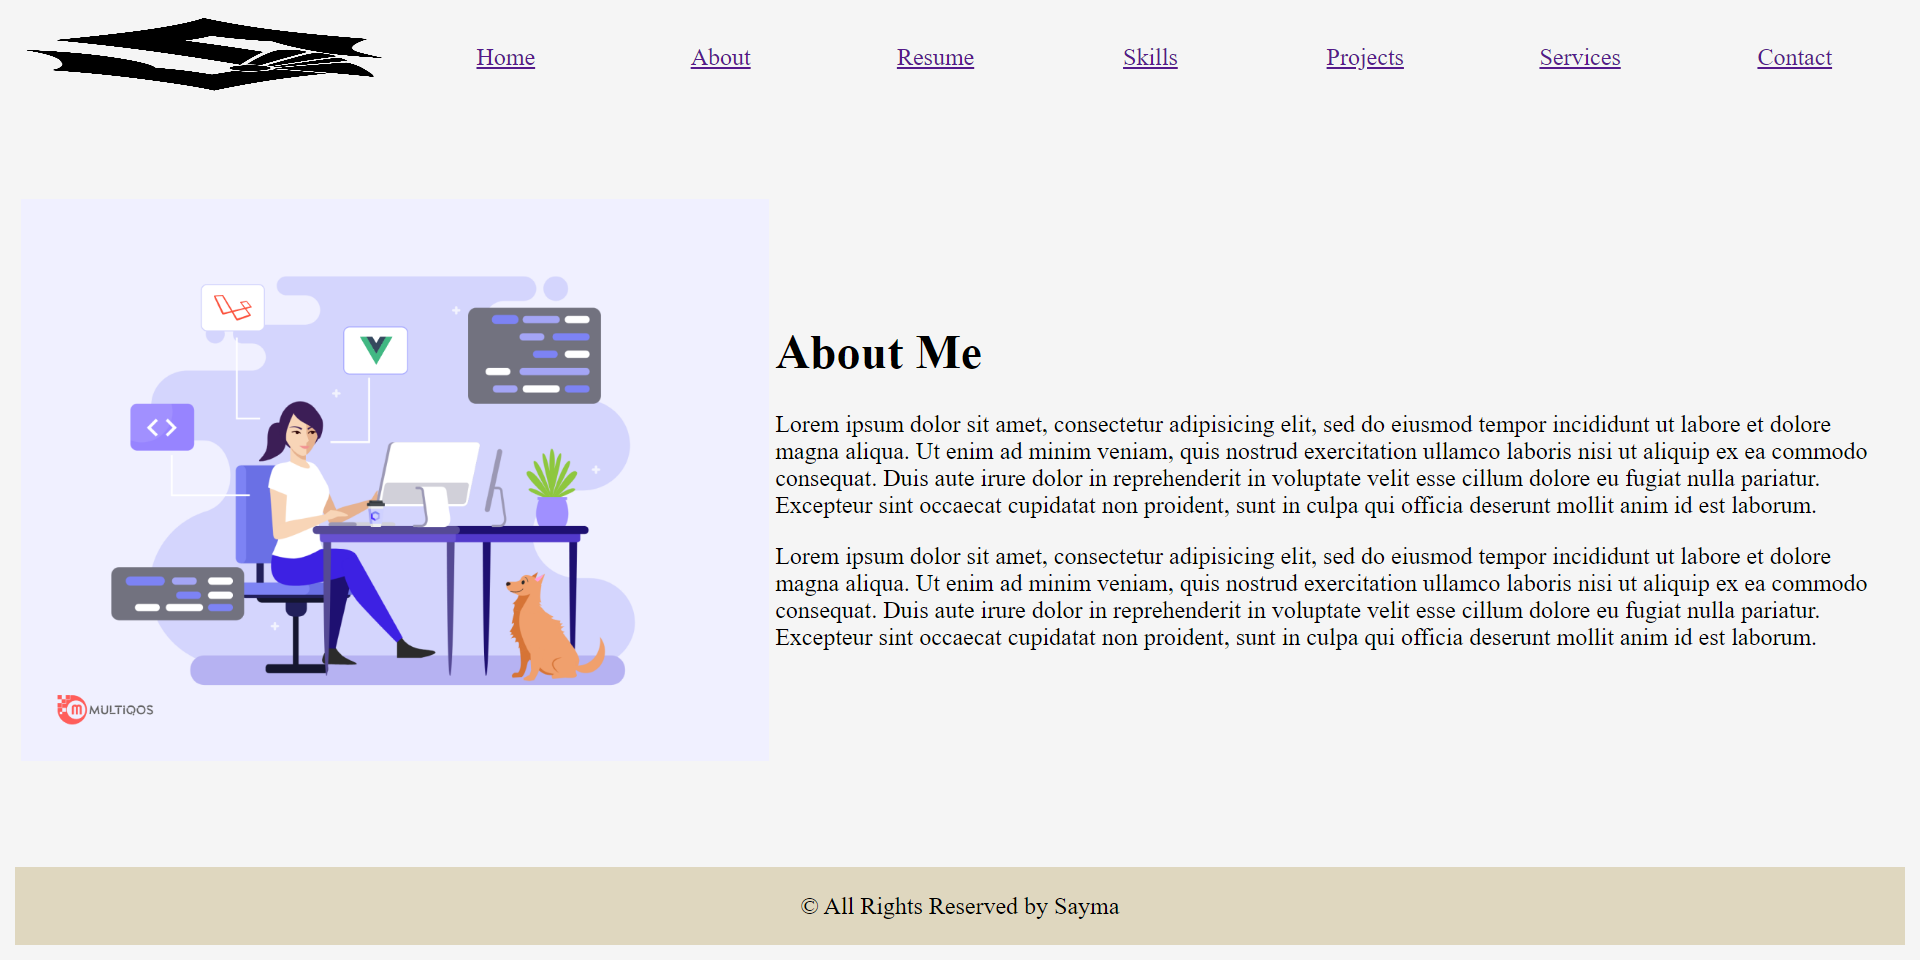 Home About Resume Skills Projects Services Contact
< >
m MULTIQOS
About Me
Lorem ipsum dolor sit amet, consectetur adipisicing elit, sed do eiusmod tempor incididunt ut labore et dolore
magna aliqua. Ut enim ad minim veniam, quis nostrud exercitation ullamco laboris nisi ut aliquip ex ea commodo
consequat. Duis aute irure dolor in reprehenderit in voluptate velit esse cillum dolore eu fugiat nulla pariatur.
Excepteur sint occaecat cupidatat non proident, sunt in culpa qui officia deserunt mollit anim id est laborum.
Lorem ipsum dolor sit amet, consectetur adipisicing elit, sed do eiusmod tempor incididunt ut labore et dolore
magna aliqua. Ut enim ad minim veniam, quis nostrud exercitation ullamco laboris nisi ut aliquip ex ea commodo
consequat. Duis aute irure dolor in reprehenderit in voluptate velit esse cillum dolore eu fugiat nulla pariatur.
Excepteur sint occaecat cupidatat non proident, sunt in culpa qui officia deserunt mollit anim id est laborum.
© All Rights Reserved by Sayma